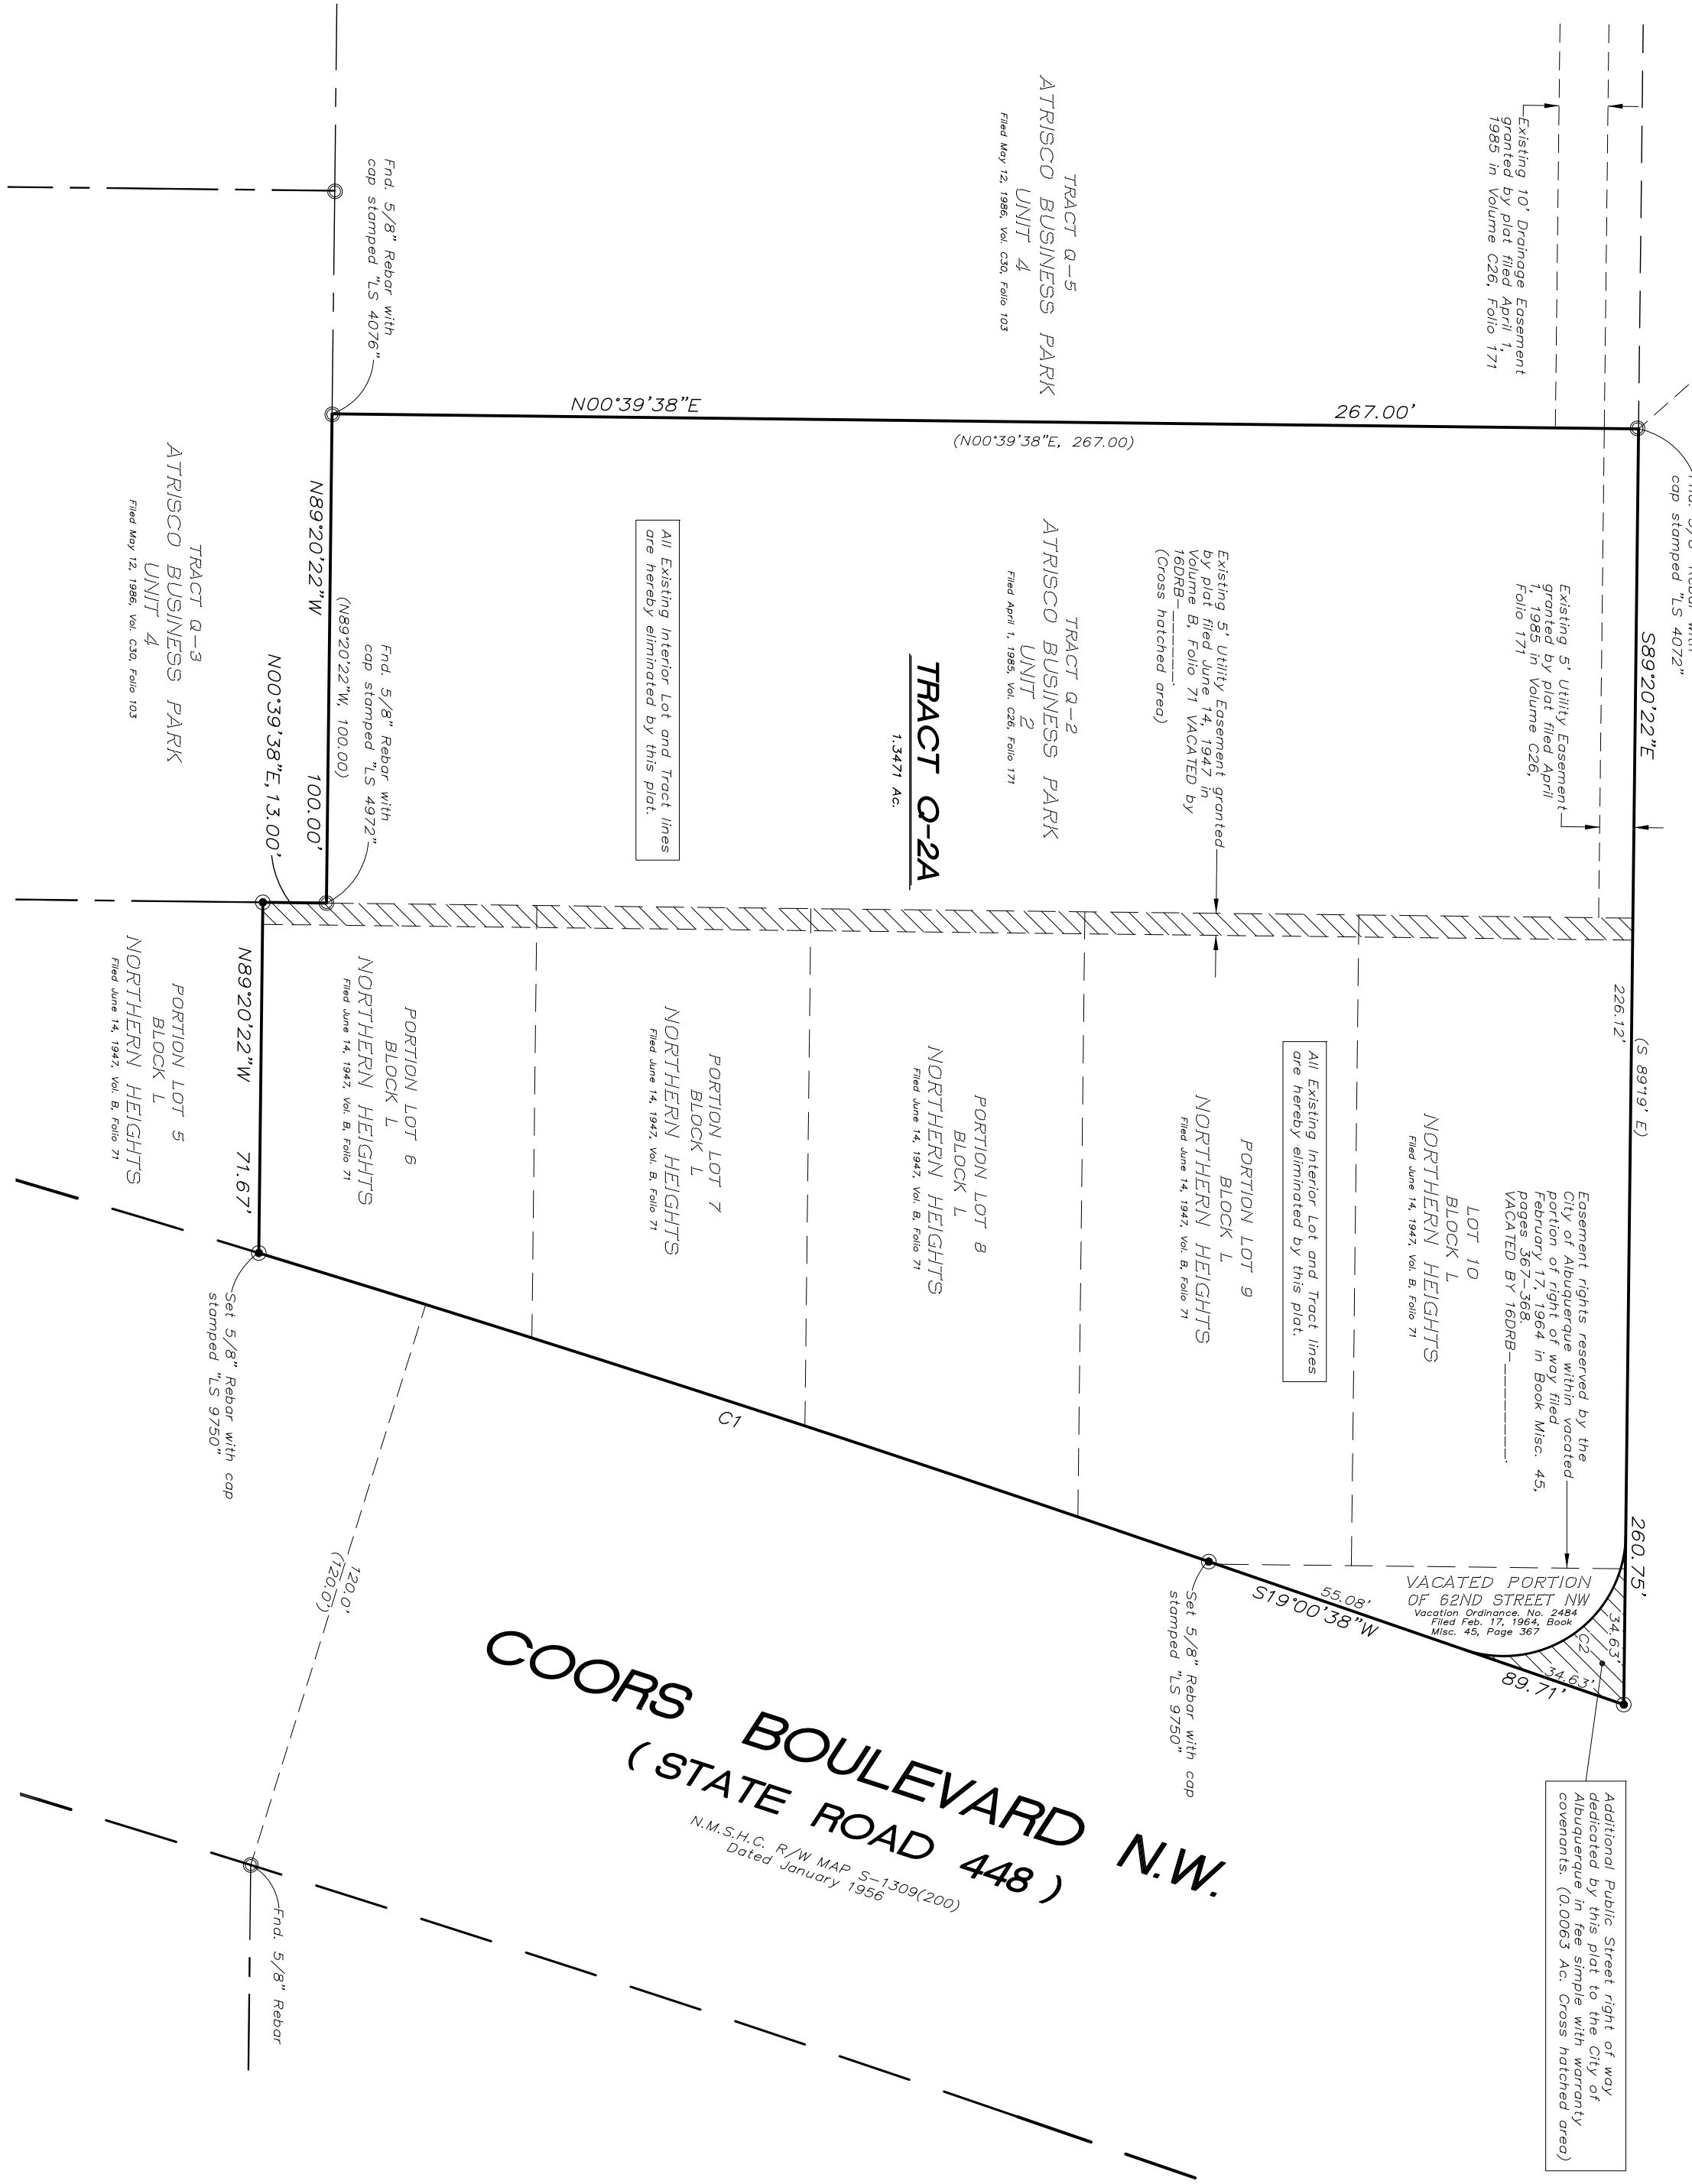 Existing 10' Drainage Easement
granted by plat filed April 1,
1985 in Volume C26, Folio 171
TRACT Q-5
ATRISCO BUSINESS PARK
UNIT 4
Filed May 12, 1986, Vol. C30, Folio 103
Fnd. 5/8" Rebar with
cap stamped "LS 4076"
N00°39'38"E
267.00'
(N00°39'38"E, 267.00)
cap stamped "LS 4072"
S89°20'22"E
Existing 5' Utility Easement
granted by plat filed April
1, 1985 in Volume C26,
Folio 171
Existing 5' Utility Easement granted
by plat filed June 14, 1947 in
Volume B, Folio 71 VACATED by
16DRB-________.
(Cross hatched area)
TRACT Q-2
ATRISCO BUSINESS PARK
UNIT 2
Filed April 1, 1985, Vol. C26, Folio 171
TRACT Q-2A
1.3471 Ac.
All Existing Interior Lot and Tract lines
are hereby eliminated by this plat.
N89°20'22"W
100.00'
(N89°20'22"W, 100.00)
Fnd. 5/8" Rebar with
cap stamped "LS 4972"
N00°39'38"E, 13.00'
TRACT Q-3
ATRISCO BUSINESS PARK
UNIT 4
Filed May 12, 1986, Vol. C30, Folio 103
226.12'
(S 89°19' E)
260.75'
Easement rights reserved by the
City of Albuquerque within vacated
portion of right of way filed
February 17, 1964 in Book Misc. 45,
pages 367-368.
VACATED BY 16DRB-________.
LOT 10
BLOCK L
NORTHERN HEIGHTS
Filed June 14, 1947, Vol. B, Folio 71
All Existing Interior Lot and Tract lines
are hereby eliminated by this plat.
PORTION LOT 9
BLOCK L
NORTHERN HEIGHTS
Filed June 14, 1947, Vol. B, Folio 71
PORTION LOT 8
BLOCK L
NORTHERN HEIGHTS
Filed June 14, 1947, Vol. B, Folio 71
PORTION LOT 7
BLOCK L
NORTHERN HEIGHTS
Filed June 14, 1947, Vol. B, Folio 71
PORTION LOT 6
BLOCK L
NORTHERN HEIGHTS
Filed June 14, 1947, Vol. B, Folio 71
N89°20'22"W
71.67'
PORTION LOT 5
BLOCK L
NORTHERN HEIGHTS
Filed June 14, 1947, Vol. B, Folio 71
Set 5/8" Rebar with cap
stamped "LS 9750"
C1
VACATED PORTION
OF 62ND STREET NW
Vacation Ordinance. No. 2484
Filed Feb. 17, 1964, Book
Misc. 45, Page 367
34.63'
C2
34.63'
89.71'
55.08'
S19°00'38"W
Set 5/8" Rebar with cap
stamped "LS 9750"
120.0'
(120.0')
COORS BOULEVARD N.W.
( STATE ROAD 448 )
N.M.S.H.C. R/W MAP S-1309(200)
Dated January 1956
Additional Public Street right of way
dedicated by this plat to the City of
Albuquerque in fee simple with warranty
covenants. (0.0063 Ac. Cross hatched area)
Fnd. 5/8" Rebar